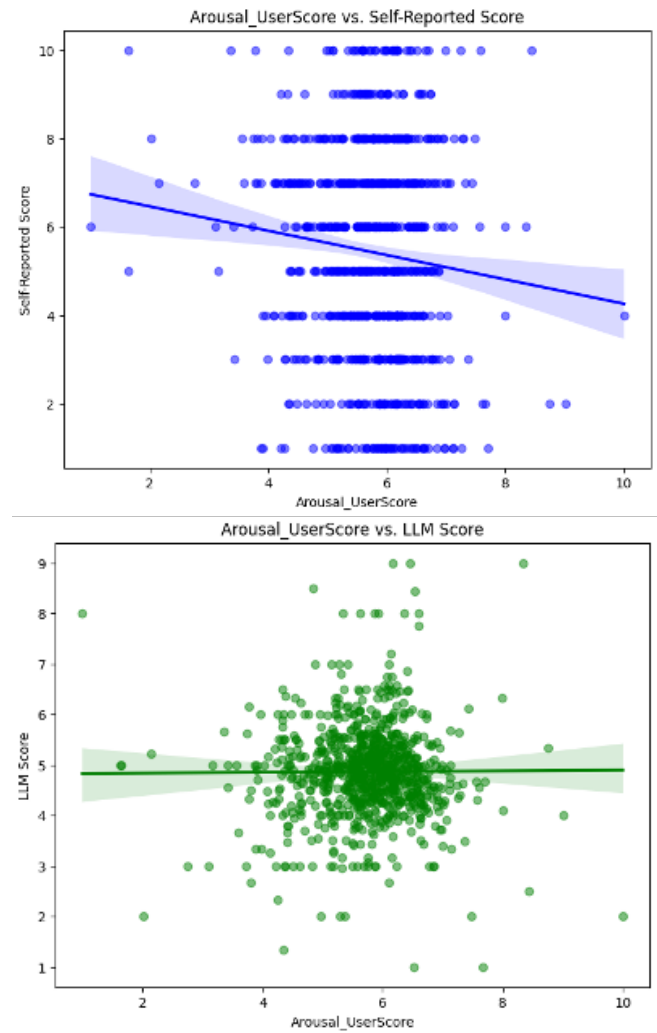 Arousal_UserScore vs. Self-Reported Score
10
8
6
4
2
Self-Reported Score
2 4 6 8 10
Arousal_UserScore
Arousal_UserScore vs. LLM Score
9
8
7
6
5
4
3
2
1
LLM Score
2 4 6 8 10
Arousal_UserScore